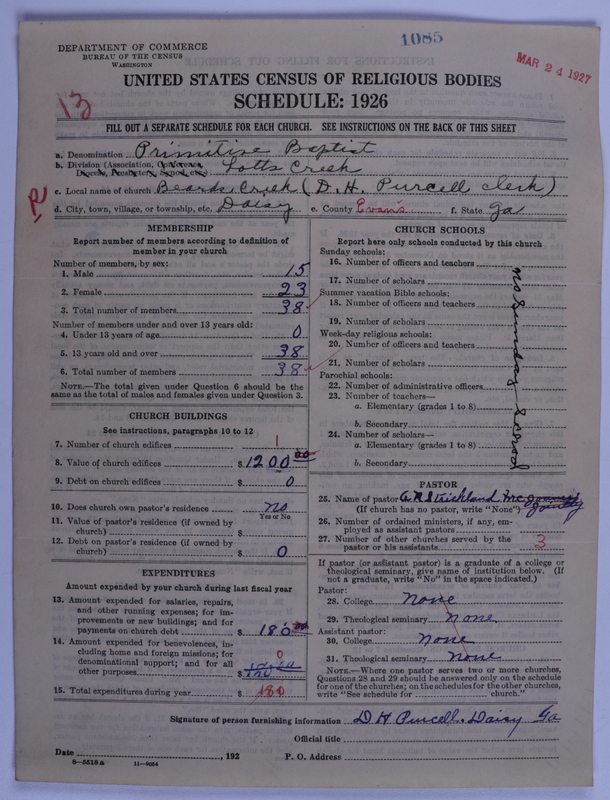 1085
MAR 24 1927
DEPARTMENT OF COMMERCE
BUREAU OF THE CENSUS
WASHINGTON
UNITED STATES CENSUS OF RELIGIOUS BODIES
SCHEDULE: 1926
13
FILL OUT A SEPARATE SCHEDULE FOR EACH CHURCH. SEE INSTRUCTIONS ON THE BACK OF THIS SHEET
a. Denomination Primitive Baptist
b. Division (Association, Conference, Diocese, Presbytery, Synod, etc.) Lotts Creek
c. Local name of church Beards Creek (D. H. Purcell Clerk)
R
d. City, town, village, or township, etc. Daisy e. County Evans f. State Ga
MEMBERSHIP
Report number of members according to definition of
member in your church
Number of members, by sex:
1. Male 15
2. Female 23
3. Total number of members 38
Number of members under and over 13 years old:
4. Under 13 years of age 0
5. 13 years old and over 38
6. Total number of members 38
NOTE.—The total given under Question 6 should be the
same as the total of males and females given under Question 3.
CHURCH BUILDINGS
See instructions, paragraphs 10 to 12
7. Number of church edifices 1
8. Value of church edifices $1200 00
9. Debt on church edifices $ 0
10. Does church own pastor's residence no
Yes or No
11. Value of pastor's residence (if owned by
church) $
12. Debt on pastor's residence (if owned by
church) $ 0
EXPENDITURES
Amount expended by your church during last fiscal year
13. Amount expended for salaries, repairs,
and other running expenses; for im-
provements or new buildings; and for
payments on church debt $ 180 00
14. Amount expended for benevolences, in-
cluding home and foreign missions; for
denominational support; and for all
other purposes $ 0
15. Total expenditures during year $ 180
CHURCH SCHOOLS
Report here only schools conducted by this church
Sunday schools:
16. Number of officers and teachers
17. Number of scholars
Summer vacation Bible schools:
18. Number of officers and teachers
19. Number of scholars
Week-day religious schools:
20. Number of officers and teachers
21. Number of scholars
Parochial schools:
22. Number of administrative officers
23. Number of teachers—
a. Elementary (grades 1 to 8)
b. Secondary
24. Number of scholars—
a. Elementary (grades 1 to 8)
b. Secondary
no Sunday School
PASTOR
25. Name of pastor A. R. Strickland
(If church has no pastor, write "None")
26. Number of ordained ministers, if any, em-
ployed as assistant pastors
27. Number of other churches served by the
pastor or his assistants 3
If pastor (or assistant pastor) is a graduate of a college or
theological seminary, give name of institution below. (If
not a graduate, write "No" in the space indicated.)
Pastor:
28. College none
29. Theological seminary none
Assistant pastor:
30. College none
31. Theological seminary none
NOTE.—Where one pastor serves two or more churches,
Questions 28 and 29 should be answered only on the schedule
for one of the churches; on the schedules for the other churches,
write "See schedule for church."
Signature of person furnishing information D. H. Purcell, Daisy Ga
Official title
Date , 192 P. O. Address
8-5518a 11-9084